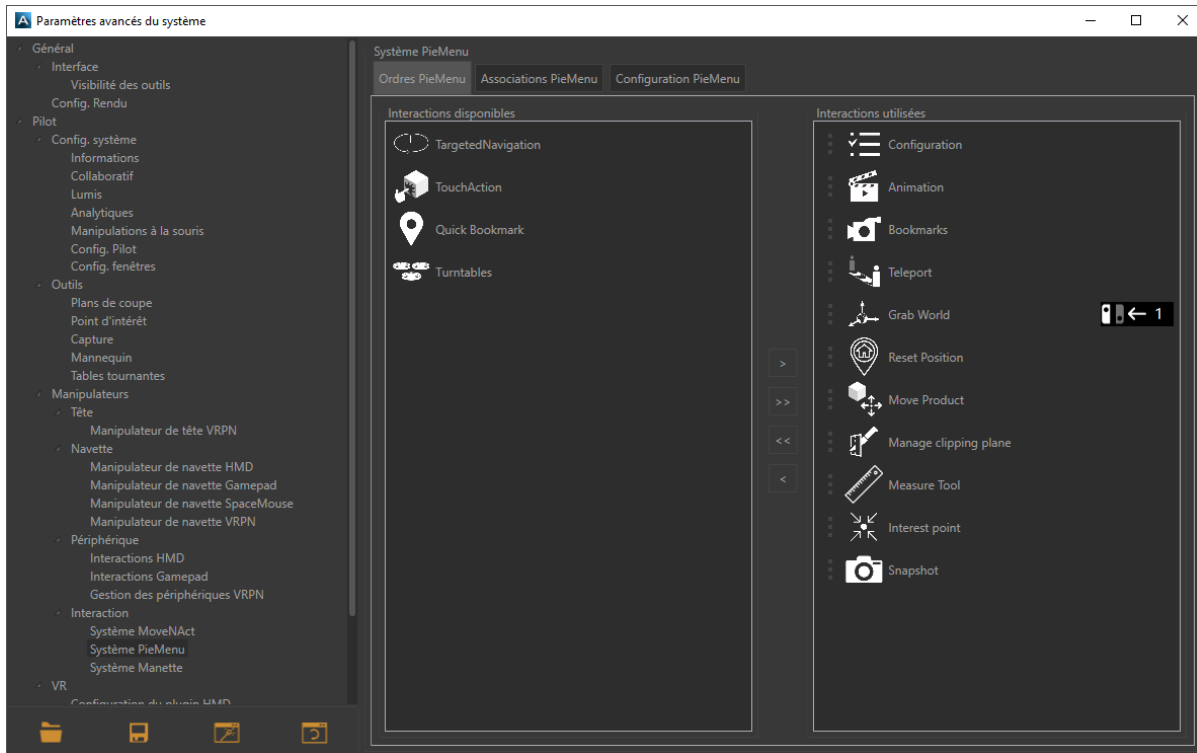 Paramètres avancés du système
Général
Interface
Visibilité des outils
Config. Rendu
Pilot
Config. système
Informations
Collaboratif
Lumis
Analytiques
Manipulations à la souris
Config. Pilot
Config. fenêtres
Outils
Plans de coupe
Point d'intérêt
Capture
Mannequin
Tables tournantes
Manipulateurs
Tête
Manipulateur de tête VRPN
Navette
Manipulateur de navette HMD
Manipulateur de navette Gamepad
Manipulateur de navette SpaceMouse
Manipulateur de navette VRPN
Périphérique
Interactions HMD
Interactions Gamepad
Gestion des périphériques VRPN
Interaction
Système MoveNAct
Système PieMenu
Système Manette
VR
Configuration du plugin HMD
Système PieMenu
Ordres PieMenu Associations PieMenu Configuration PieMenu
Interactions disponibles
TargetedNavigation
TouchAction
Quick Bookmark
Turntables
>
>>
<<
<
Interactions utilisées
Configuration
Animation
Bookmarks
Teleport
Grab World 1
Reset Position
Move Product
Manage clipping plane
Measure Tool
Interest point
Snapshot